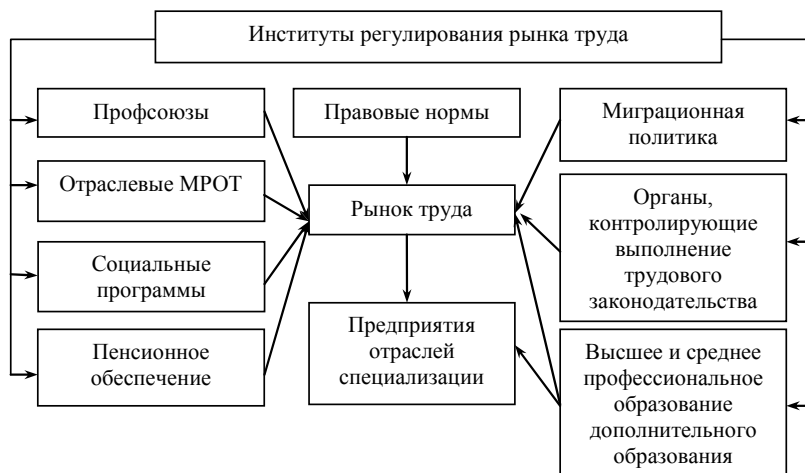 Институты регулирования рынка труда
Профсоюзы
Правовые нормы
Миграционная
политика
Отраслевые МРОТ
Рынок труда
Органы,
контролирующие
выполнение
трудового
законодательства
Социальные
программы
Предприятия
отраслей
специализации
Пенсионное
обеспечение
Высшее и среднее
профессиональное
образование
дополнительного
образования